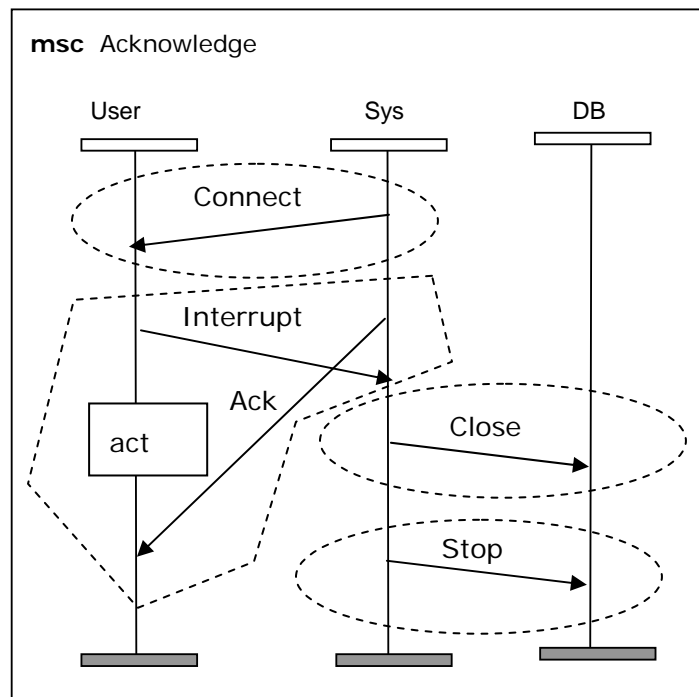 msc Acknowledge
User Sys DB
Connect
Interrupt
Ack
Close
act
Stop